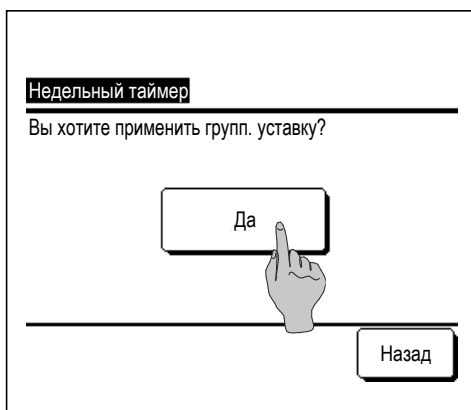 Недельный таймер
Вы хотите применить групп. уставку?
Да
Назад